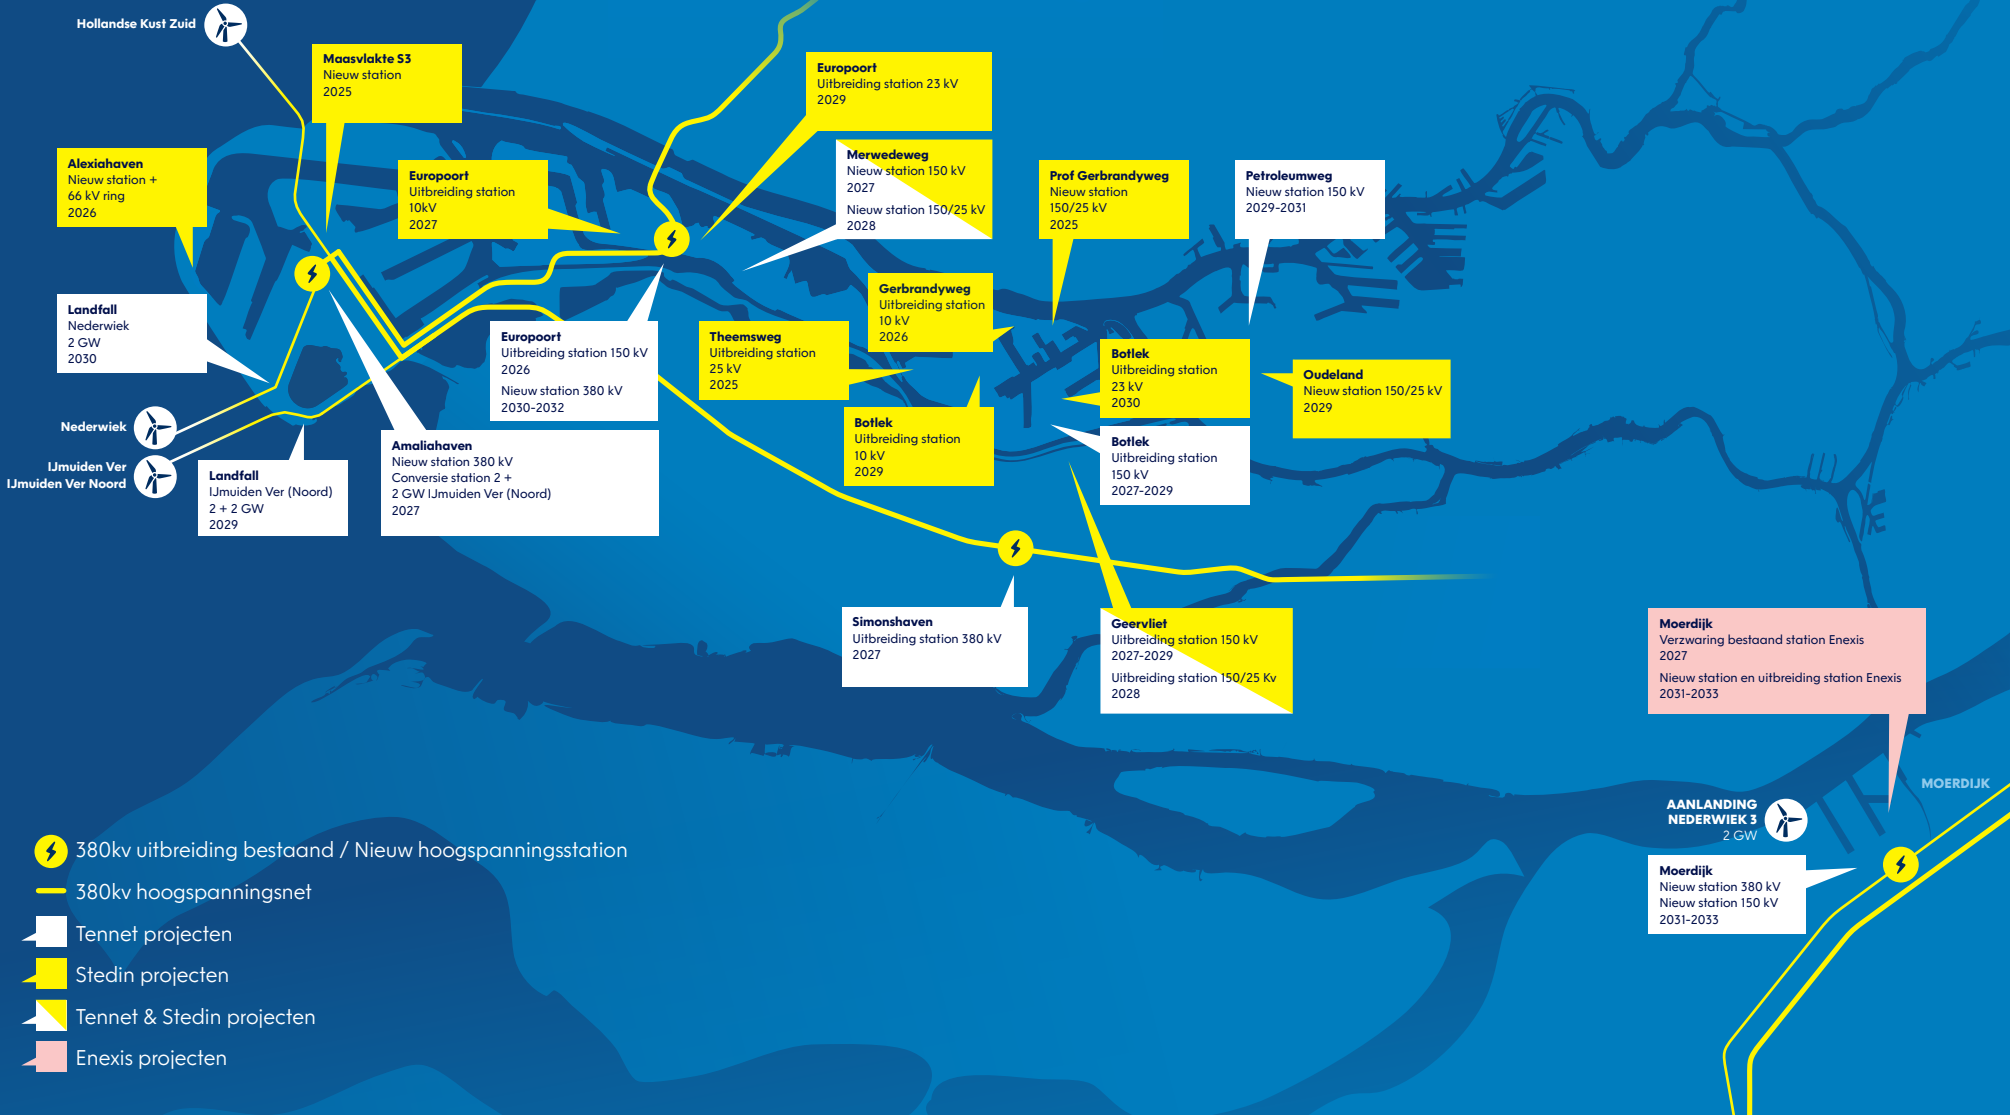 Hollandse Kust Zuid
Maasvlakte S3
Nieuw station
2025
Europoort
Uitbreiding station 23 kV
2029
Alexiahaven
Nieuw station +
66 kV ring
2026
Europoort
Uitbreiding station
10kV
2027
Merwedeweg
Nieuw station 150 kV
2027
Nieuw station 150/25 kV
2028
Prof Gerbrandyweg
Nieuw station
150/25 kV
2025
Petroleumweg
Nieuw station 150 kV
2029-2031
Landfall
Nederwiek
2 GW
2030
Europoort
Uitbreiding station 150 kV
2026
Nieuw station 380 kV
2030-2032
Theemsweg
Uitbreiding station
25 kV
2025
Gerbrandyweg
Uitbreiding station
10 kV
2026
Botlek
Uitbreiding station
23 kV
2030
Oudeland
Nieuw station 150/25 kV
2029
Nederwiek
IJmuiden Ver
IJmuiden Ver Noord
Landfall
IJmuiden Ver (Noord)
2 + 2 GW
2029
Amaliahaven
Nieuw station 380 kV
Conversie station 2 +
2 GW IJmuiden Ver (Noord)
2027
Botlek
Uitbreiding station
10 kV
2029
Botlek
Uitbreiding station
150 kV
2027-2029
Simonshaven
Uitbreiding station 380 kV
2027
Geervliet
Uitbreiding station 150 kV
2027-2029
Uitbreiding station 150/25 Kv
2028
Moerdijk
Verzwaring bestaand station Enexis
2027
Nieuw station en uitbreiding station Enexis
2031-2033
MOERDIJK
AANLANDING
NEDERWIEK 3
2 GW
Moerdijk
Nieuw station 380 kV
Nieuw station 150 kV
2031-2033
380kv uitbreiding bestaand / Nieuw hoogspanningsstation
380kv hoogspanningsnet
Tennet projecten
Stedin projecten
Tennet & Stedin projecten
Enexis projecten